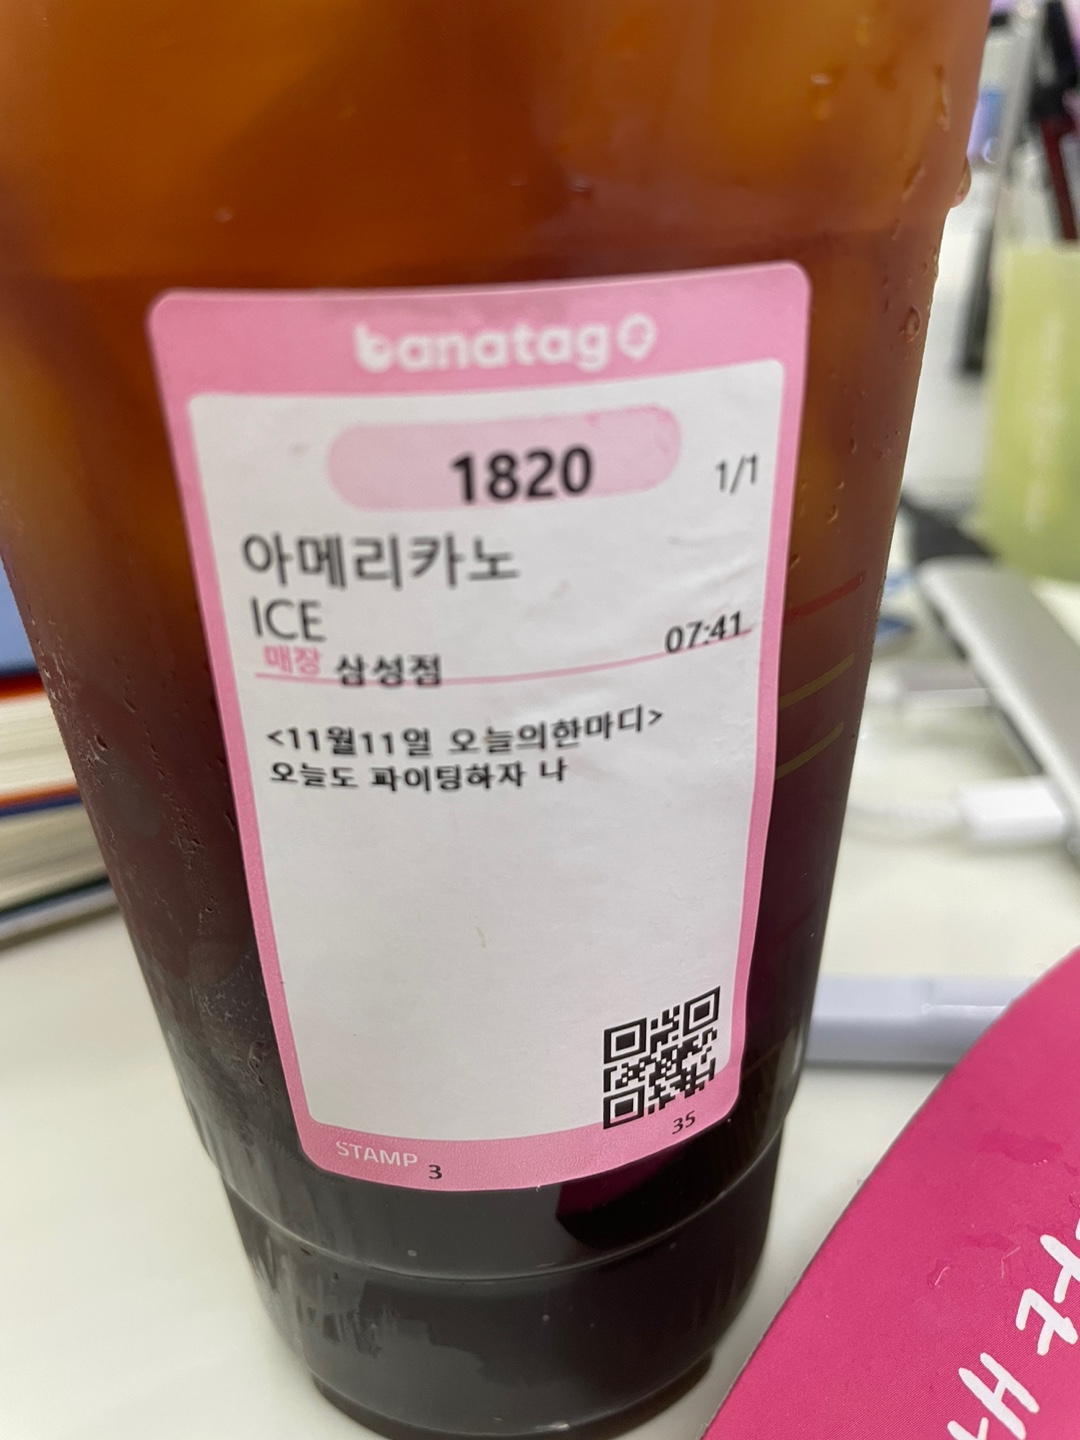 banatag
1820
1/1
아메리카노
ICE
매장 삼성점 07:41
<11월11일 오늘의한마디>
오늘도 파이팅하자 나
35
STAMP 3